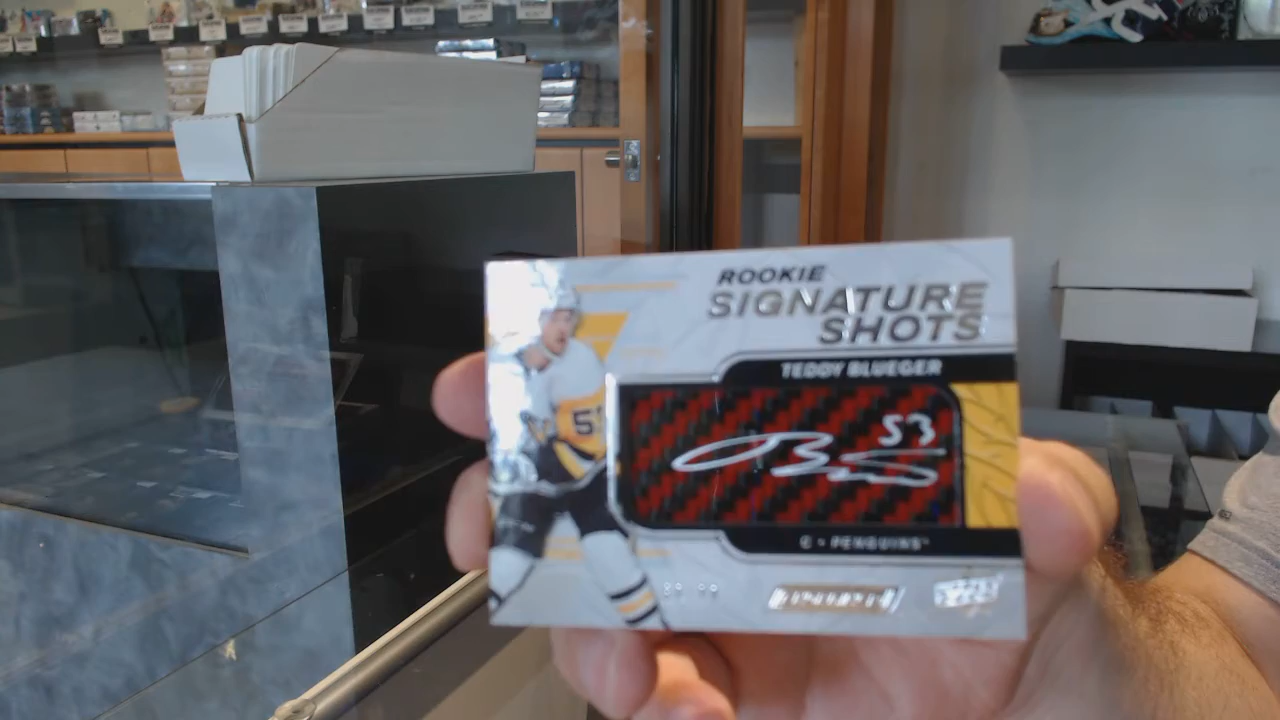 ROOKIE
SIGNATURE
SHOTS
TEDDY BLUEGER
53
C • PENGUINS